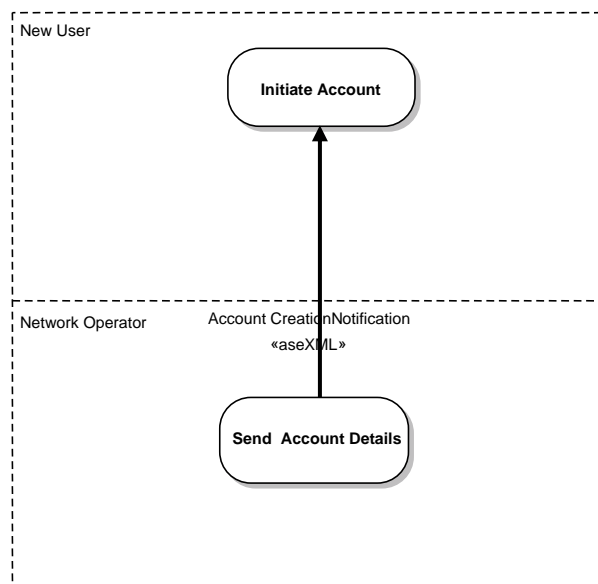 New User
Initiate Account
Network Operator
Account CreationNotification
«aseXML»
Send  Account Details